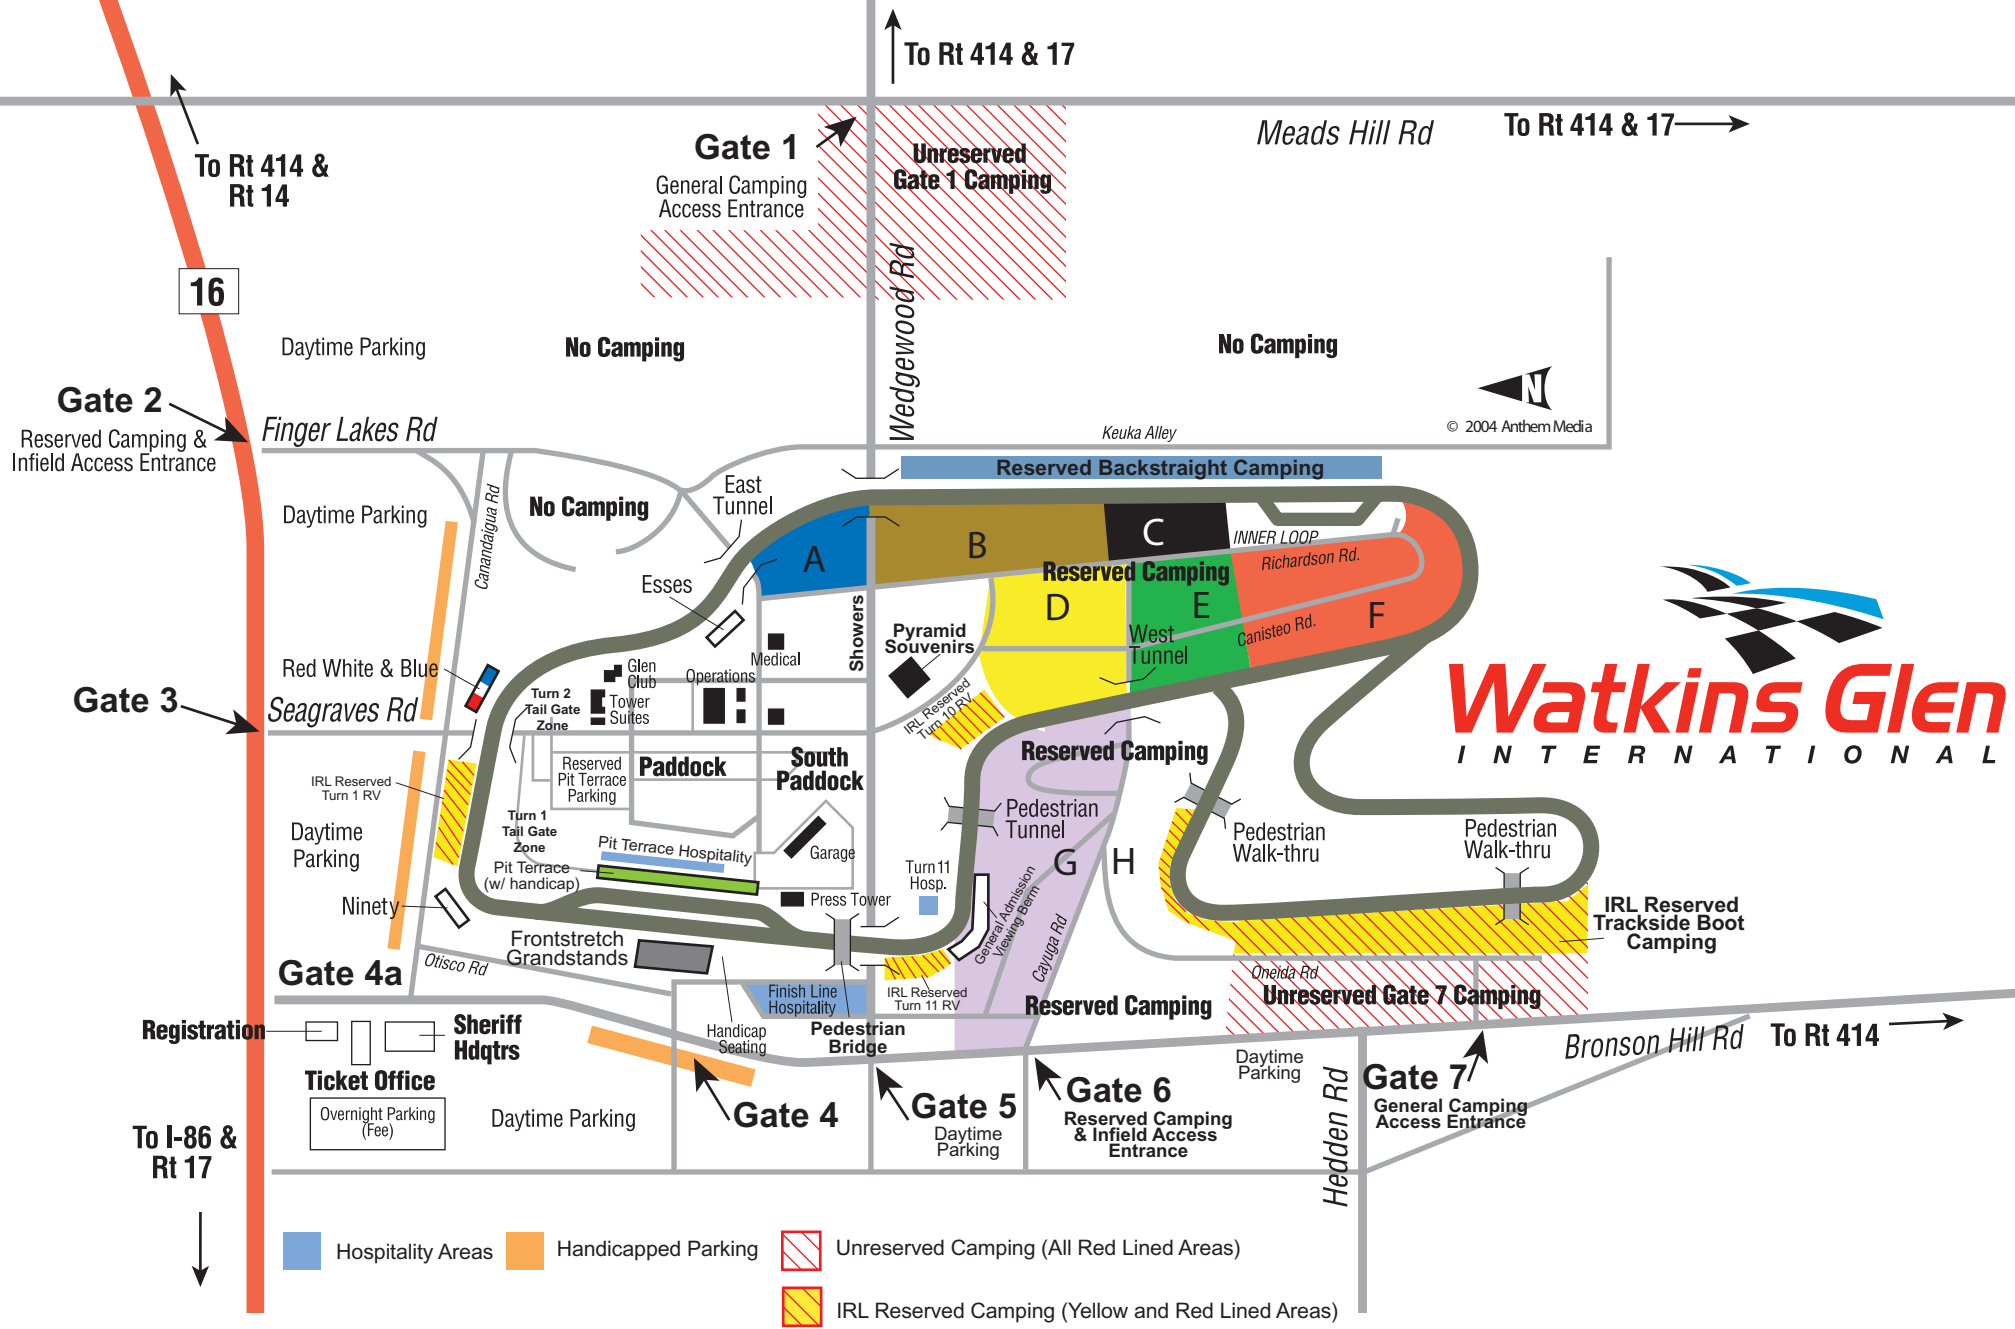 To Rt 414 & 17
Meads Hill Rd
To Rt 414 & 17
Gate 1
General Camping
Access Entrance
Unreserved
Gate 1 Camping
To Rt 414 &
Rt 14
16
Wedgewood Rd
Daytime Parking
No Camping
No Camping
N
© 2004 Anthem Media
Gate 2
Reserved Camping &
Infield Access Entrance
Finger Lakes Rd
Keuka Alley
Reserved Backstraight Camping
East
Tunnel
No Camping
Daytime Parking
Canandaigua Rd
A
B
C
INNER LOOP
Richardson Rd.
Reserved Camping
D
E
F
Canisteo Rd.
West
Tunnel
Esses
Showers
Pyramid
Souvenirs
Medical
Operations
Glen
Club
Tower
Suites
Red White & Blue
Turn 2
Tail Gate
Zone
IRL Reserved
Turn 10 RV
Gate 3
Seagraves Rd
Watkins Glen
INTERNATIONAL
Reserved Camping
Reserved
Pit Terrace
Parking
Paddock
South
Paddock
IRL Reserved
Turn 1 RV
Daytime
Parking
Turn 1
Tail Gate
Zone
Pit Terrace Hospitality
Pit Terrace
(w/ handicap)
Garage
Pedestrian
Tunnel
Pedestrian
Walk-thru
Pedestrian
Walk-thru
G
H
Turn 11
Hosp.
Press Tower
Ninety
General Admission
Viewing Berm
Cayuga Rd
IRL Reserved
Trackside Boot
Camping
Frontstretch
Grandstands
Otisco Rd
Gate 4a
Oneida Rd
Unreserved Gate 7 Camping
Finish Line
Hospitality
IRL Reserved
Turn 11 RV
Reserved Camping
Handicap
Seating
Pedestrian
Bridge
Registration
Sheriff
Hdqtrs
Ticket Office
Overnight Parking
(Fee)
Daytime Parking
Gate 4
Gate 5
Daytime
Parking
Gate 6
Reserved Camping
& Infield Access
Entrance
Daytime
Parking
Hedden Rd
Gate 7
General Camping
Access Entrance
Bronson Hill Rd
To Rt 414
To I-86 &
Rt 17
Hospitality Areas
Handicapped Parking
Unreserved Camping (All Red Lined Areas)
IRL Reserved Camping (Yellow and Red Lined Areas)